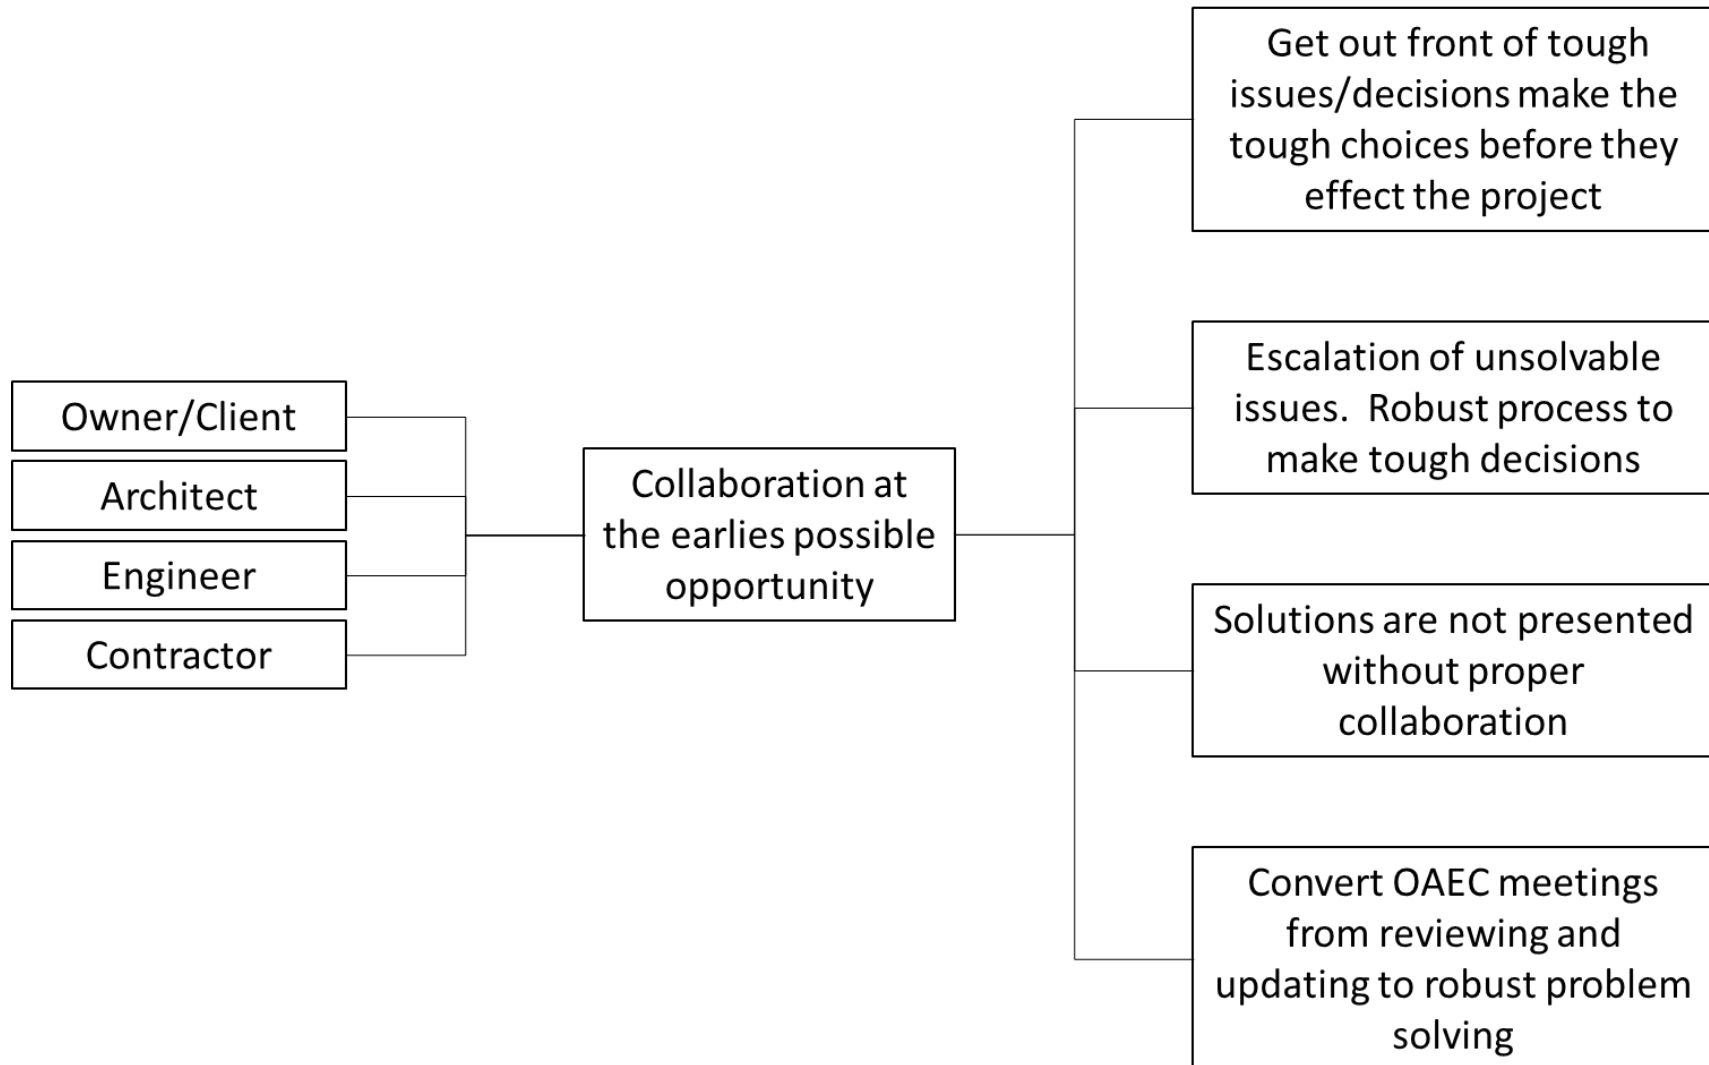 Owner/Client
Architect
Engineer
Contractor
Collaboration at
the earlies possible
opportunity
Get out front of tough
issues/decisions make the
tough choices before they
effect the project
Escalation of unsolvable
issues.  Robust process to
make tough decisions
Solutions are not presented
without proper
collaboration
Convert OAEC meetings
from reviewing and
updating to robust problem
solving